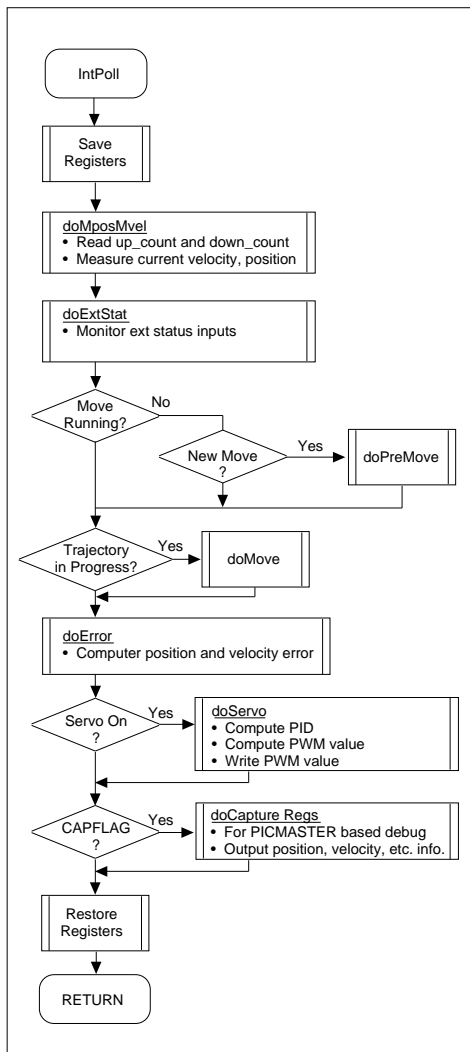 IntPoll
Save
Registers
doMposMvel
• Read up_count and down_count
• Measure current velocity, position
doExtStat
• Monitor ext status inputs
Move
Running?
No
New Move
?
Yes
doPreMove
Trajectory
in Progress?
Yes
doMove
doError
• Computer position and velocity error
Servo On
?
Yes
doServo
• Compute PID
• Compute PWM value
• Write PWM value
CAPFLAG
?
Yes
doCapture Regs
• For PICMASTER based debug
• Output position, velocity, etc. info.
Restore
Registers
RETURN